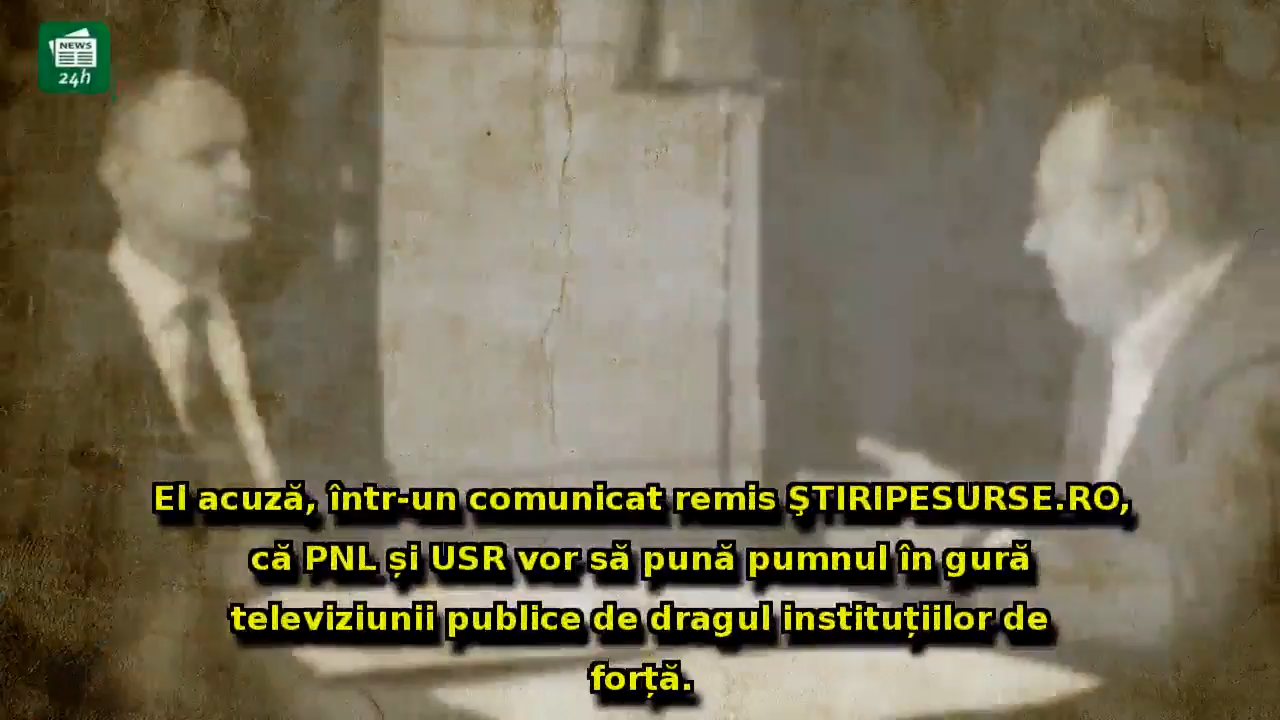 NEWS
24h
El acuză, într-un comunicat remis ŞTIRIPESURSE.RO,
că PNL și USR vor să pună pumnul în gură
televiziunii publice de dragul instituțiilor de
forță.